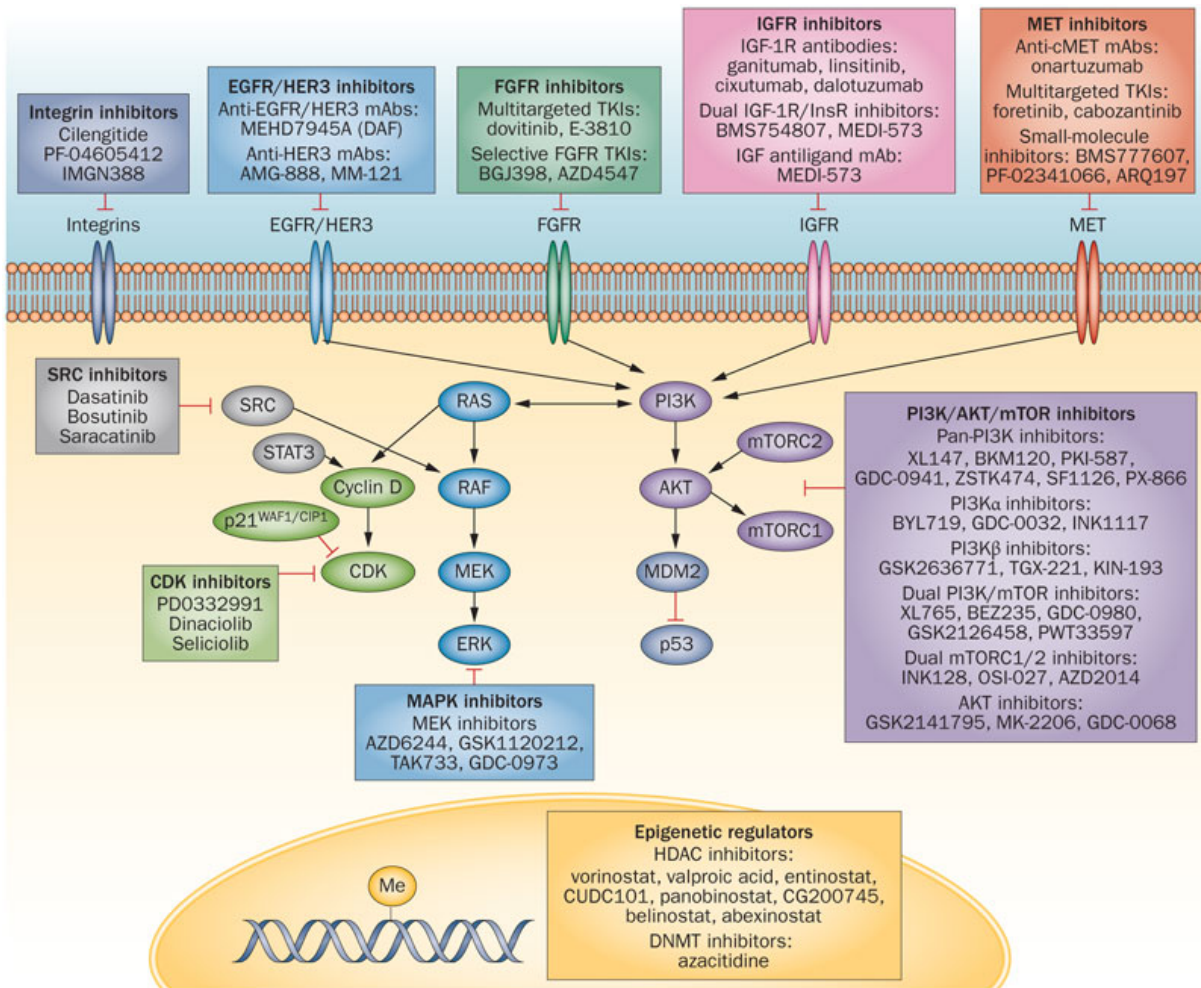 Integrin inhibitors
Cilengitide
PF-04605412
IMGN388
EGFR/HER3 inhibitors
Anti-EGFR/HER3 mAbs:
MEHD7945A (DAF)
Anti-HER3 mAbs:
AMG-888, MM-121
FGFR inhibitors
Multitargeted TKIs:
dovitinib, E-3810
Selective FGFR TKIs:
BGJ398, AZD4547
IGFR inhibitors
IGF-1R antibodies:
ganitumab, linsitinib,
cixutumab, dalotuzumab
Dual IGF-1R/InsR inhibitors:
BMS754807, MEDI-573
IGF antiligand mAb:
MEDI-573
MET inhibitors
Anti-cMET mAbs:
onartuzumab
Multitargeted TKIs:
foretinib, cabozantinib
Small-molecule
inhibitors: BMS777607,
PF-02341066, ARQ197
Integrins
EGFR/HER3
FGFR
IGFR
MET
SRC inhibitors
Dasatinib
Bosutinib
Saracatinib
SRC
RAS
PI3K
STAT3
mTORC2
Cyclin D
RAF
AKT
p21WAF1/CIP1
mTORC1
CDK
MEK
MDM2
ERK
p53
CDK inhibitors
PD0332991
Dinaciolib
Seliciolib
MAPK inhibitors
MEK inhibitors
AZD6244, GSK1120212,
TAK733, GDC-0973
PI3K/AKT/mTOR inhibitors
Pan-PI3K inhibitors:
XL147, BKM120, PKI-587,
GDC-0941, ZSTK474, SF1126, PX-866
PI3Kα inhibitors:
BYL719, GDC-0032, INK1117
PI3Kβ inhibitors:
GSK2636771, TGX-221, KIN-193
Dual PI3K/mTOR inhibitors:
XL765, BEZ235, GDC-0980,
GSK2126458, PWT33597
Dual mTORC1/2 inhibitors:
INK128, OSI-027, AZD2014
AKT inhibitors:
GSK2141795, MK-2206, GDC-0068
Me
Epigenetic regulators
HDAC inhibitors:
vorinostat, valproic acid, entinostat,
CUDC101, panobinostat, CG200745,
belinostat, abexinostat
DNMT inhibitors:
azacitidine